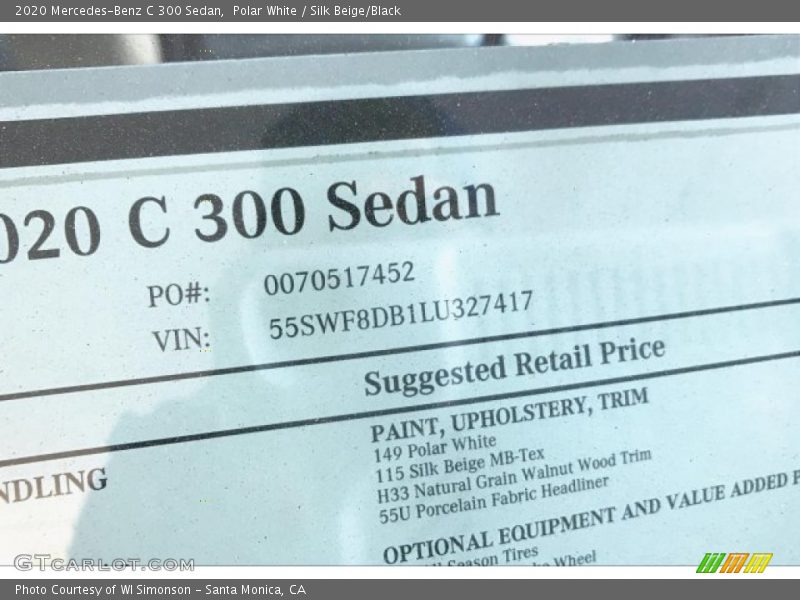 2020 Mercedes-Benz C 300 Sedan, Polar White / Silk Beige/Black
020 C 300 Sedan
PO#: 0070517452
VIN: 55SWF8DB1LU327417
Suggested Retail Price
PAINT, UPHOLSTERY, TRIM
149 Polar White
115 Silk Beige MB-Tex
H33 Natural Grain Walnut Wood Trim
55U Porcelain Fabric Headliner
NDLING
OPTIONAL EQUIPMENT AND VALUE ADDED F
Season Tires
Wheel
GTcarlot.com
Photo Courtesy of WI Simonson - Santa Monica, CA